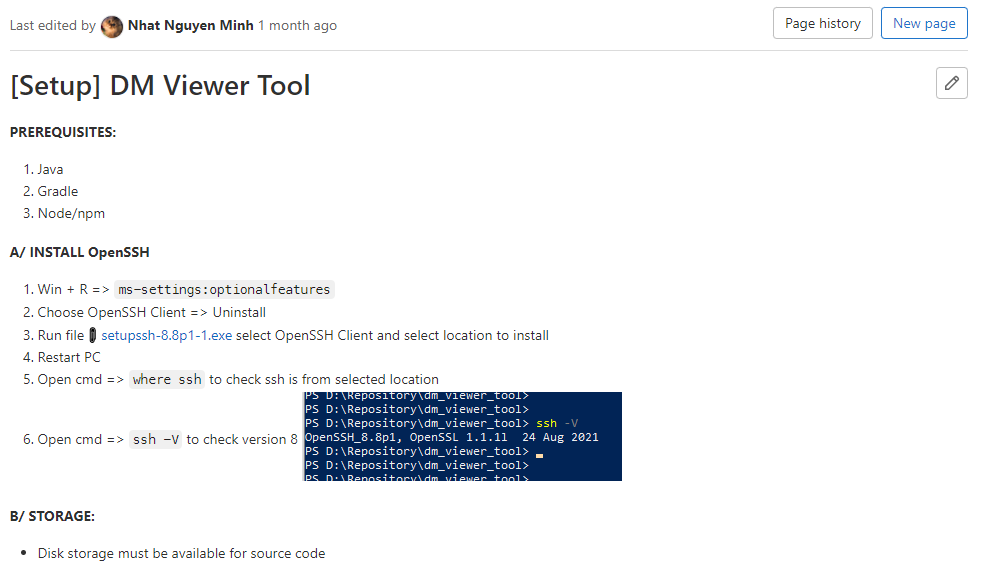 Last edited by Nhat Nguyen Minh 1 month ago
Page history
New page
[Setup] DM Viewer Tool
PREREQUISITES:
1. Java
2. Gradle
3. Node/npm
A/ INSTALL OpenSSH
1. Win + R => ms-settings:optionalfeatures
2. Choose OpenSSH Client => Uninstall
3. Run file setupssh-8.8p1-1.exe select OpenSSH Client and select location to install
4. Restart PC
5. Open cmd => where ssh to check ssh is from selected location
6. Open cmd => ssh -V to check version 8
PS D:\Repository\dm_viewer_tool>
PS D:\Repository\dm_viewer_tool>
PS D:\Repository\dm_viewer_tool> ssh -V
OpenSSH_8.8p1, OpenSSL 1.1.1l  24 Aug 2021
PS D:\Repository\dm_viewer_tool>
PS D:\Repository\dm_viewer_tool>
PS D:\Repository\dm_viewer_tool>
B/ STORAGE:
• Disk storage must be available for source code